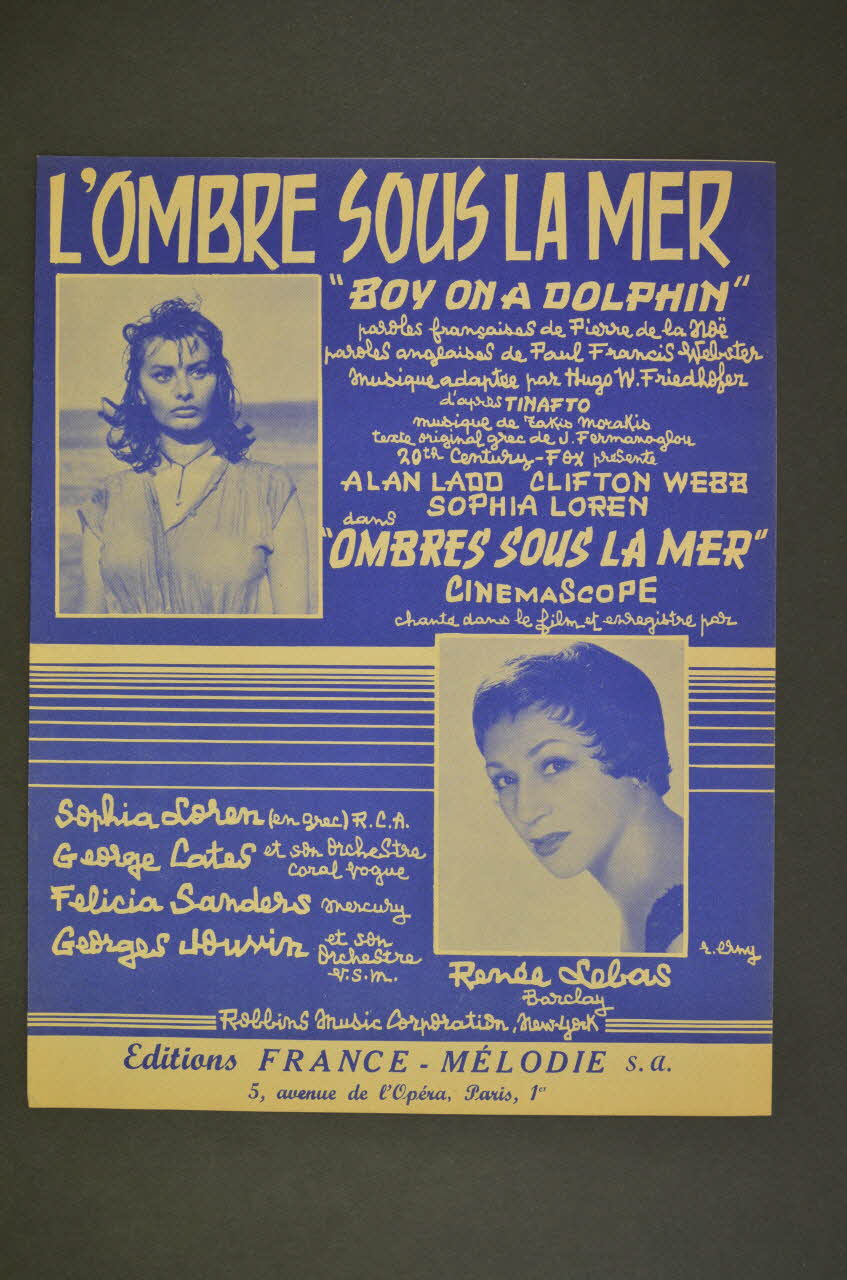 L'OMBRE SOUS LA MER
"BOY ON A DOLPHIN"
paroles françaises de Pierre de la Noë
paroles anglaises de Paul Francis Webster
Musique adaptée par Hugo W. Friedhofer
d'après TINAFTO
musique de Takis Morakis
texte original grec de J. Fermanoglou
20th Century-Fox présente
ALAN LADD CLIFTON WEBB
SOPHIA LOREN
dans
"OMBRES SOUS LA MER"
CINEMASCOPE
chanté dans le film et enregistré par
Sophia Loren (en grec) R.C.A.
George Cates et son Orchestre
Coral Vogue
Felicia Sanders Mercury
Georges Jouvin et son
Orchestre
V.S.M.
Renée Lebas
Barclay
Robbins Music Corporation, New-York
Editions FRANCE - MÉLODIE s.a.
5, avenue de l'Opéra, Paris, 1er